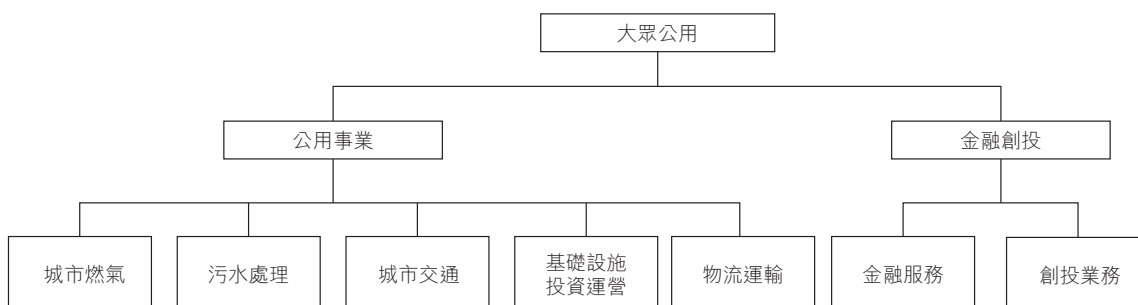 大眾公用
公用事業
金融創投
城市燃氣
污水處理
城市交通
基礎設施
投資運營
物流運輸
金融服務
創投業務